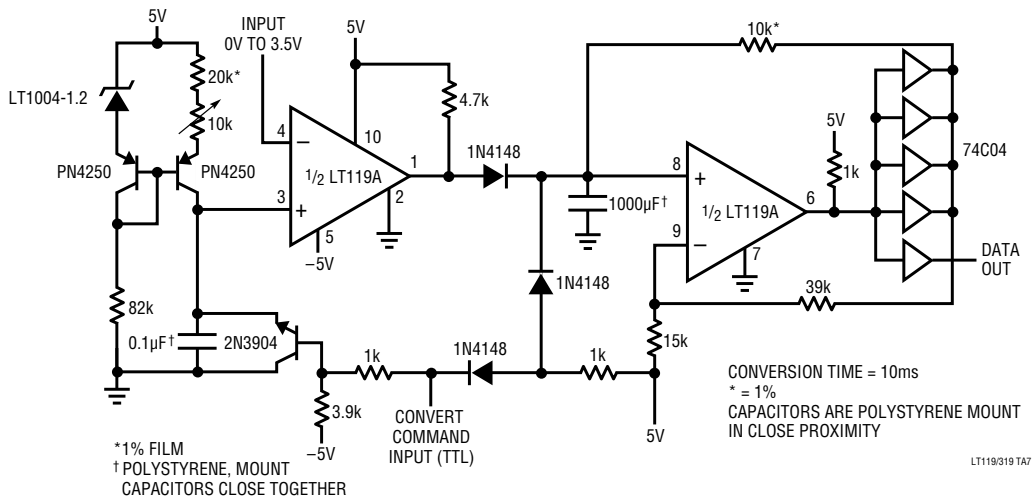 5V
INPUT
0V TO 3.5V
5V
10k*
20k*
LT1004-1.2
10k
4.7k
5V
4
−
10
1N4148
8
74C04
PN4250
PN4250
1/2 LT119A
1
1000µF†
+
1k
3
+
2
1/2 LT119A
6
5
−5V
9
−
7
DATA
OUT
1N4148
82k
39k
0.1µF†
2N3904
15k
1k
1N4148
1k
3.9k
CONVERT
COMMAND
INPUT (TTL)
5V
−5V
CONVERSION TIME = 10ms
* = 1%
CAPACITORS ARE POLYSTYRENE MOUNT
IN CLOSE PROXIMITY
*1% FILM
† POLYSTYRENE, MOUNT
CAPACITORS CLOSE TOGETHER
LT119/319 TA7